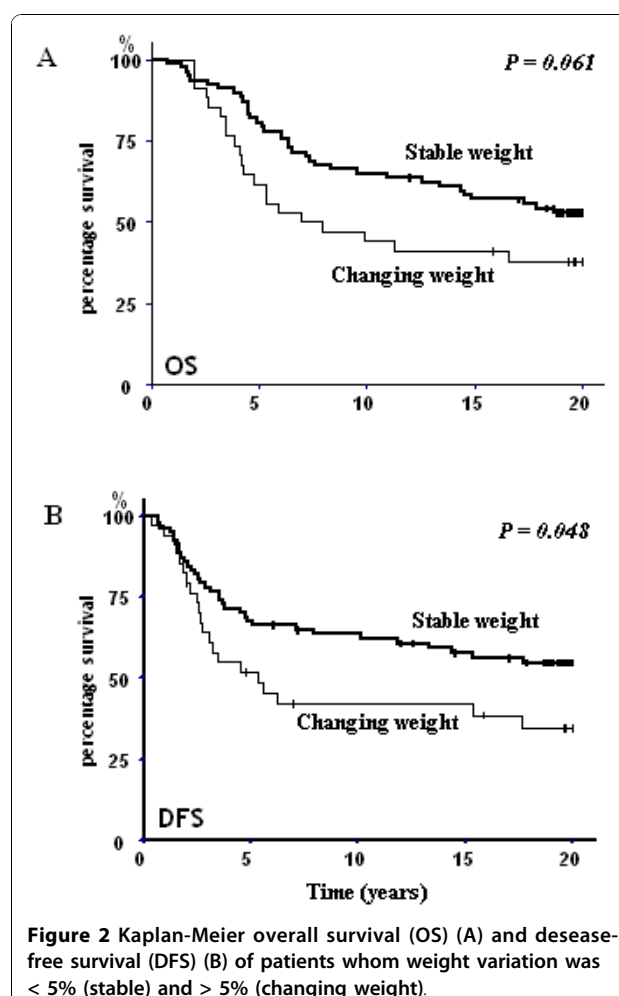 A
%
100
P = 0.061
75
Stable weight
50
Changing weight
25
OS
0
0 5 10 15 20
percentage survival
B
%
100
P = 0.048
75
Stable weight
50
Changing weight
25
DFS
0
0 5 10 15 20
percentage survival
Time (years)
Figure 2 Kaplan-Meier overall survival (OS) (A) and desease-
free survival (DFS) (B) of patients whom weight variation was
< 5% (stable) and > 5% (changing weight).